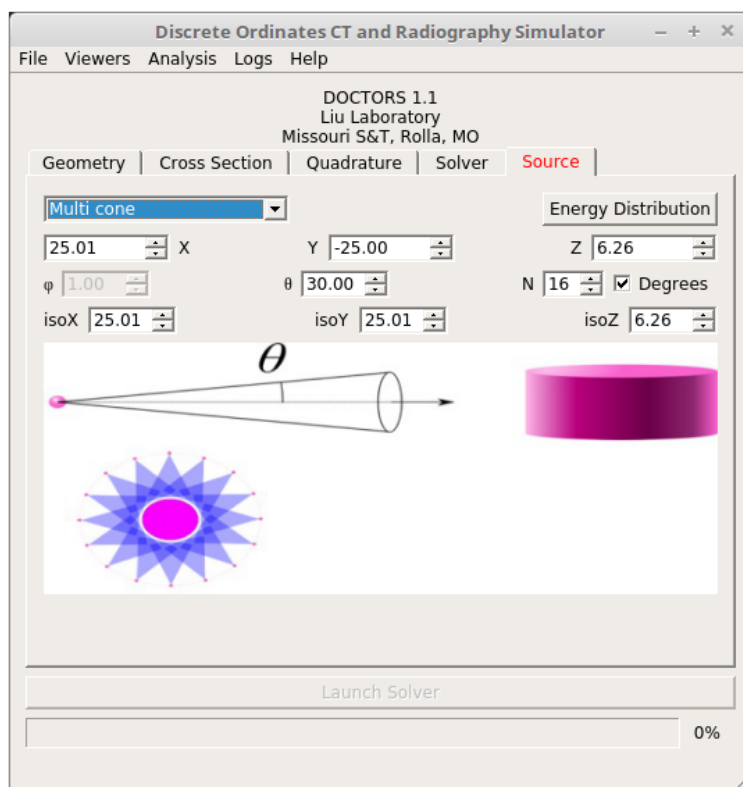 Discrete Ordinates CT and Radiography Simulator
File Viewers Analysis Logs Help
DOCTORS 1.1
Liu Laboratory
Missouri S&T, Rolla, MO
Geometry Cross Section Quadrature Solver Source
Multi cone Energy Distribution
25.01 X Y -25.00 Z 6.26
φ 1.00 θ 30.00 N 16 Degrees
isoX 25.01 isoY 25.01 isoZ 6.26
θ
Launch Solver
0%